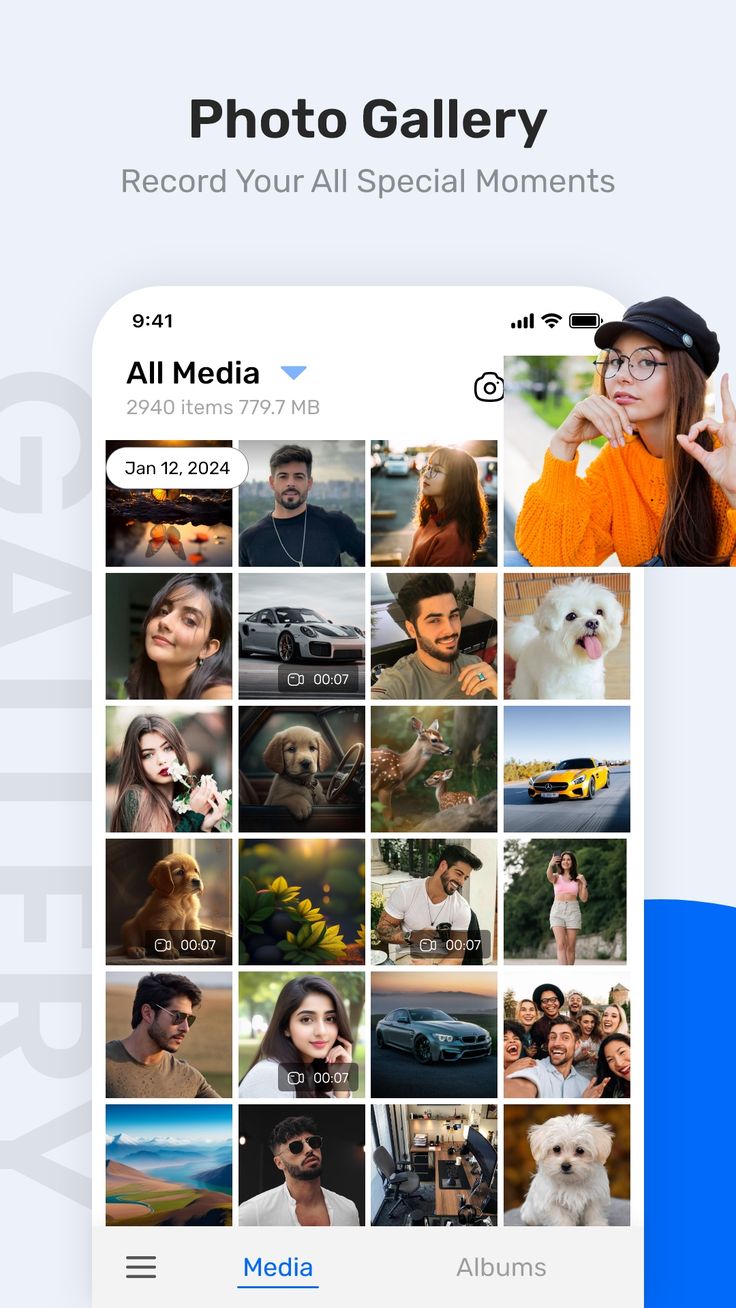 Photo Gallery
Record Your All Special Moments
9:41
All Media
2940 items 779.7 MB
Jan 12, 2024
00:07
00:07
00:07
00:07
GALLERY
Media
Albums